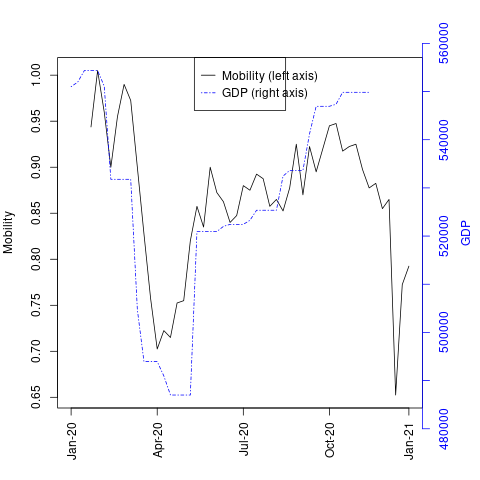 Mobility (left axis)
GDP (right axis)
Mobility
1.00
0.95
0.90
0.85
0.80
0.75
0.70
0.65
GDP
560000
540000
520000
500000
480000
Jan-20
Apr-20
Jul-20
Oct-20
Jan-21